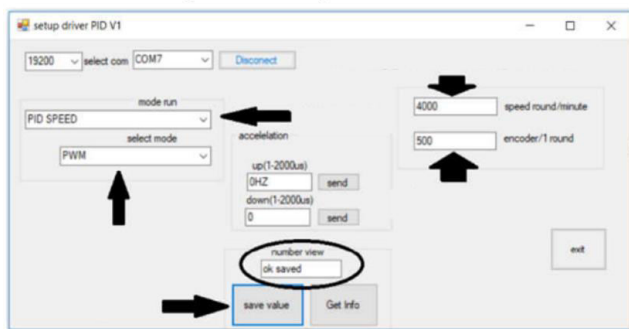 setup driver PID V1
19200 select com COM7 Disconect
mode run
PID SPEED
select mode
PWM
accelelation
up(1-2000us)
0HZ send
down(1-2000us)
0 send
4000 speed round/minute
500 encoder/1 round
number view
ok saved
save value Get Info
exit